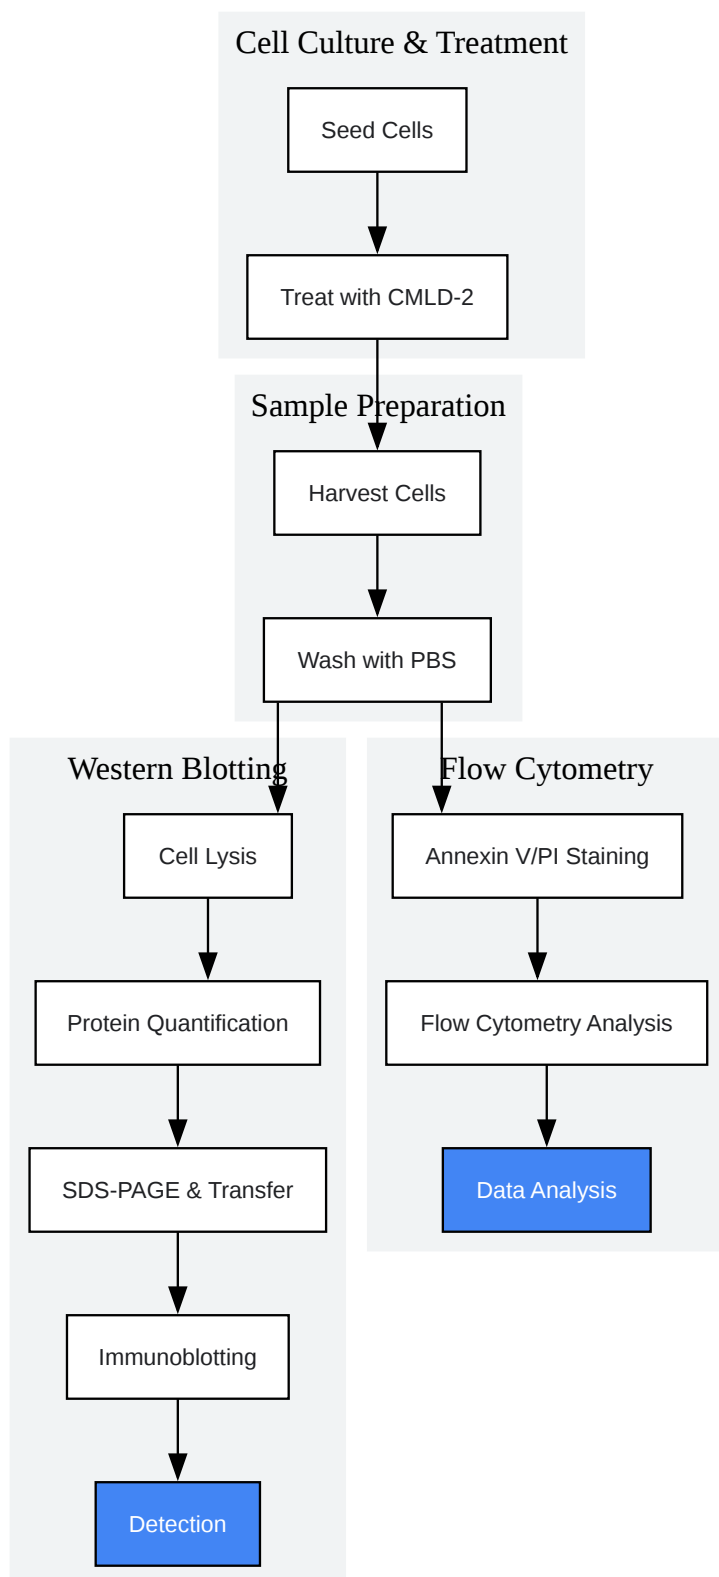 Cell Culture & Treatment
Seed Cells
Treat with CMLD-2
Sample Preparation
Harvest Cells
Wash with PBS
Western Blotting
Cell Lysis
Protein Quantification
SDS-PAGE & Transfer
Immunoblotting
Detection
Flow Cytometry
Annexin V/PI Staining
Flow Cytometry Analysis
Data Analysis